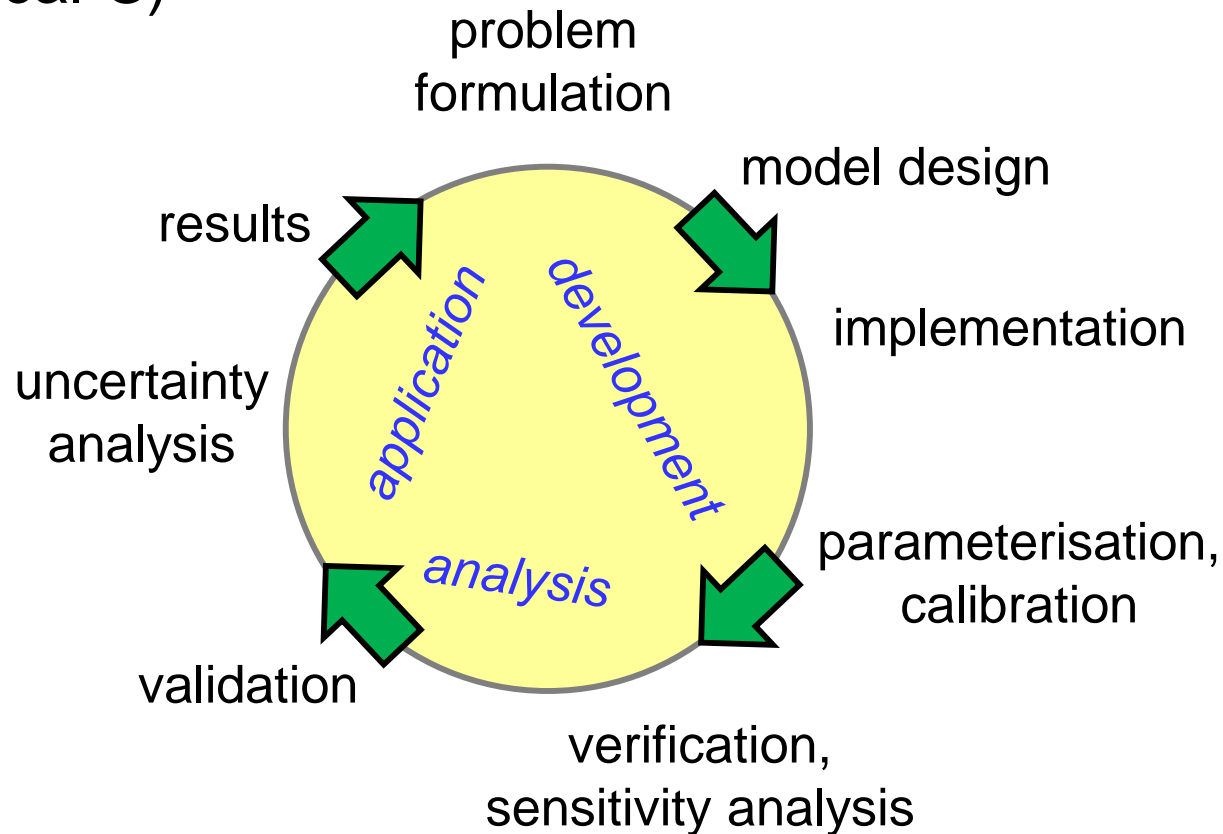 problem
formulation
model design
implementation
parameterisation,
calibration
verification,
sensitivity analysis
validation
uncertainty
analysis
results
application
development
analysis